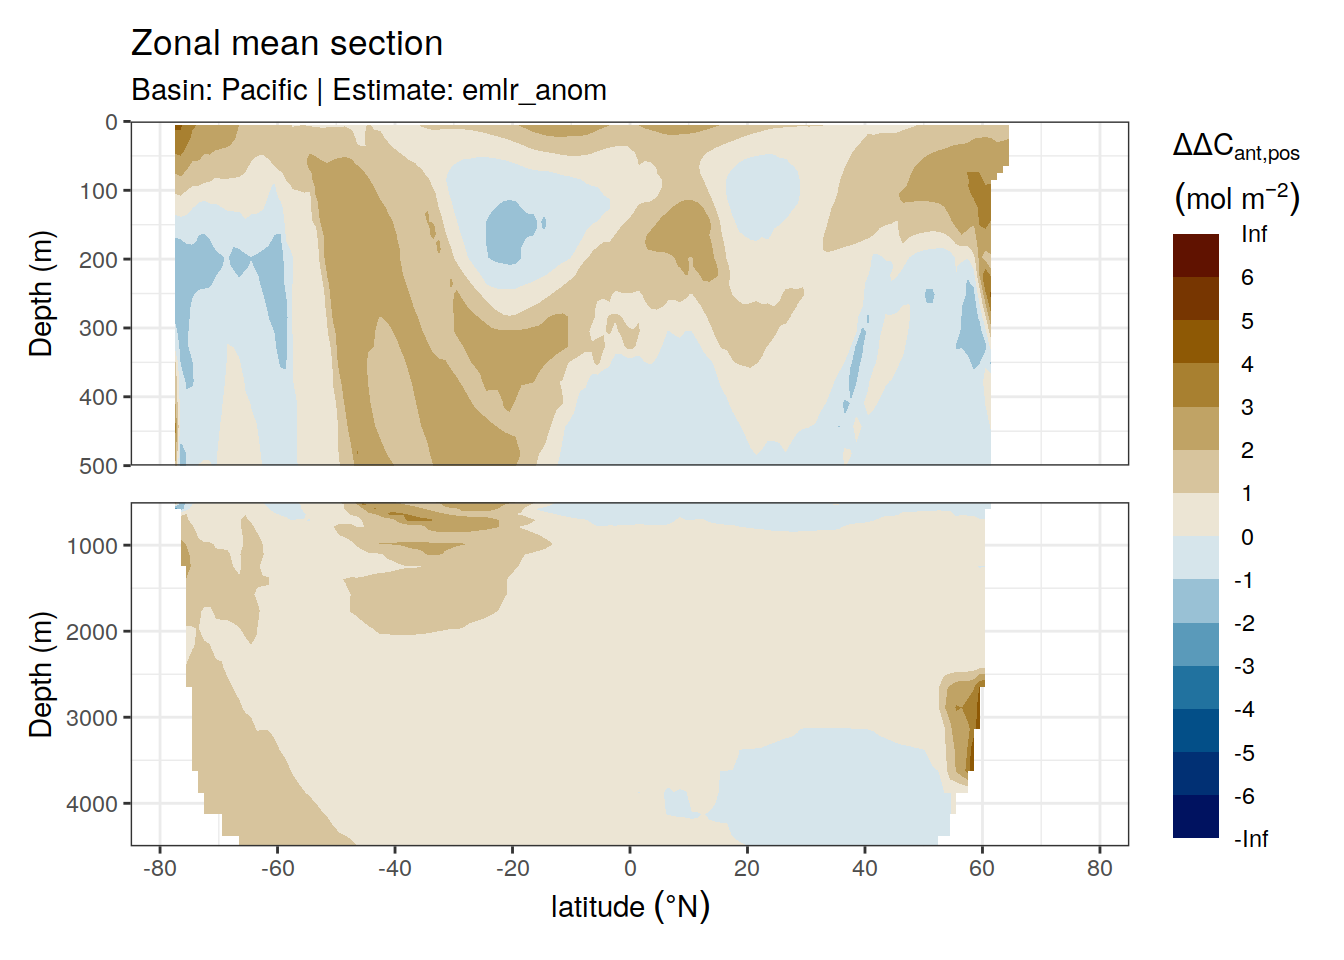 Zonal mean section
Basin: Pacific | Estimate: emlr_anom
0
100
200
300
400
500
Depth (m)
1000
2000
3000
4000
Depth (m)
-80 -60 -40 -20 0 20 40 60 80
latitude (°N)
ΔΔC_ant,pos
(mol m⁻²)
Inf
6
5
4
3
2
1
0
-1
-2
-3
-4
-5
-6
-Inf